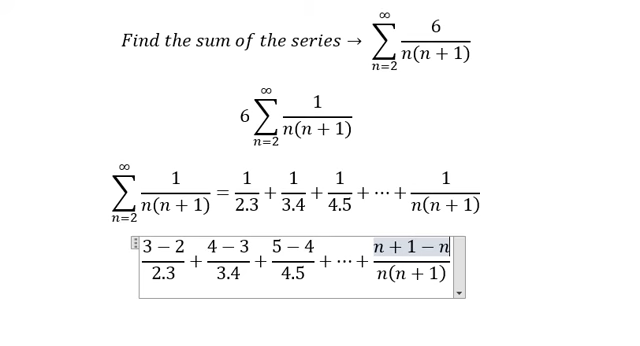 Find the sum of the series → ∑_{n=2}^{∞} 6/(n(n + 1))
6 ∑_{n=2}^{∞} 1/(n(n + 1))
∑_{n=2}^{∞} 1/(n(n + 1)) = 1/2.3 + 1/3.4 + 1/4.5 + ⋯ + 1/(n(n + 1))
(3 − 2)/2.3 + (4 − 3)/3.4 + (5 − 4)/4.5 + ⋯ + (n + 1 − n)/(n(n + 1))